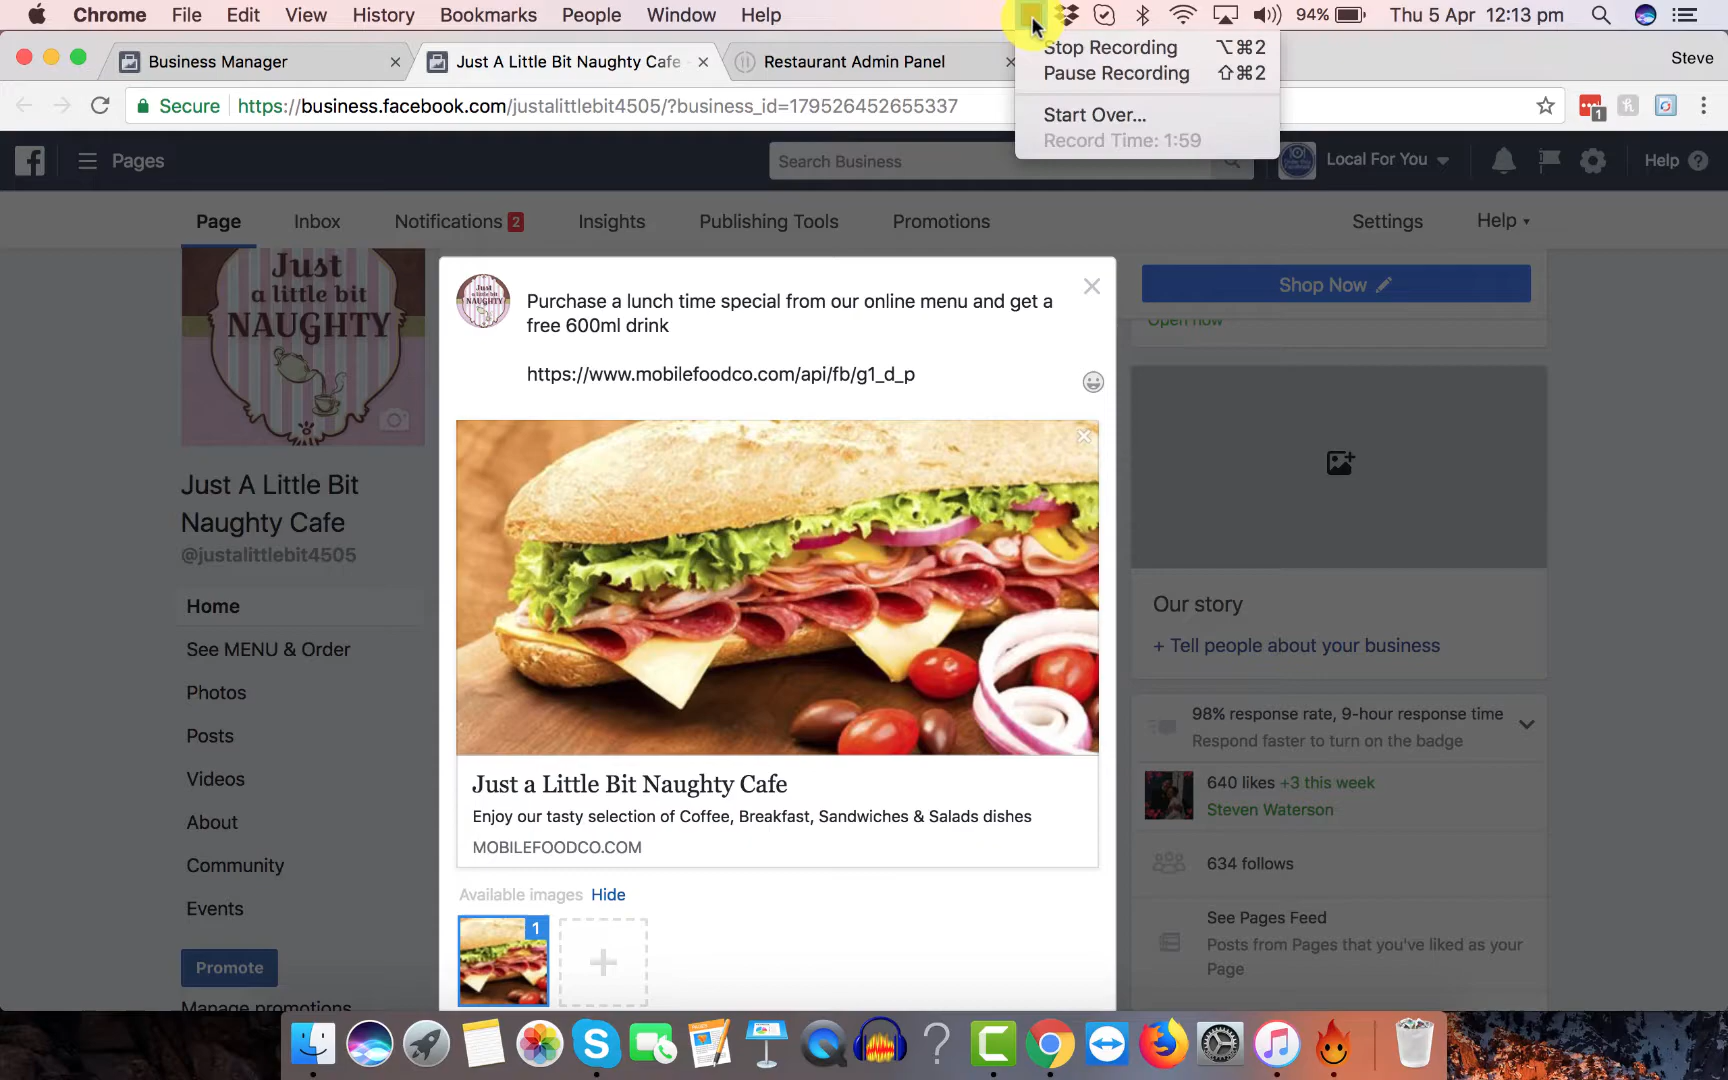 Chrome File Edit View History Bookmarks People Window Help 94% Thu 5 Apr 12:13 pm
Stop Recording ⌥⌘2
Pause Recording ⇧⌘2
Start Over...
Record Time: 1:59
Business Manager Just A Little Bit Naughty Cafe Restaurant Admin Panel Steve
Secure https://business.facebook.com/justalittlebit4505/?business_id=179526452655337 1
Pages Search Business Local For You Help
Page Inbox Notifications 2 Insights Publishing Tools Promotions Settings Help
Just
a little bit
NAUGHTY
Just A Little Bit
Naughty Cafe
@justalittlebit4505
Home
See MENU & Order
Photos
Posts
Videos
About
Community
Events
Promote
Manage promotions
Just
a little bit
NAUGHTY
Purchase a lunch time special from our online menu and get a
free 600ml drink
https://www.mobilefoodco.com/api/fb/g1_d_p
Just a Little Bit Naughty Cafe
Enjoy our tasty selection of Coffee, Breakfast, Sandwiches & Salads dishes
MOBILEFOODCO.COM
Available images Hide
1
Shop Now
Open now
Our story
+ Tell people about your business
98% response rate, 9-hour response time
Respond faster to turn on the badge
640 likes +3 this week
Steven Waterson
634 follows
See Pages Feed
Posts from Pages that you've liked as your
Page